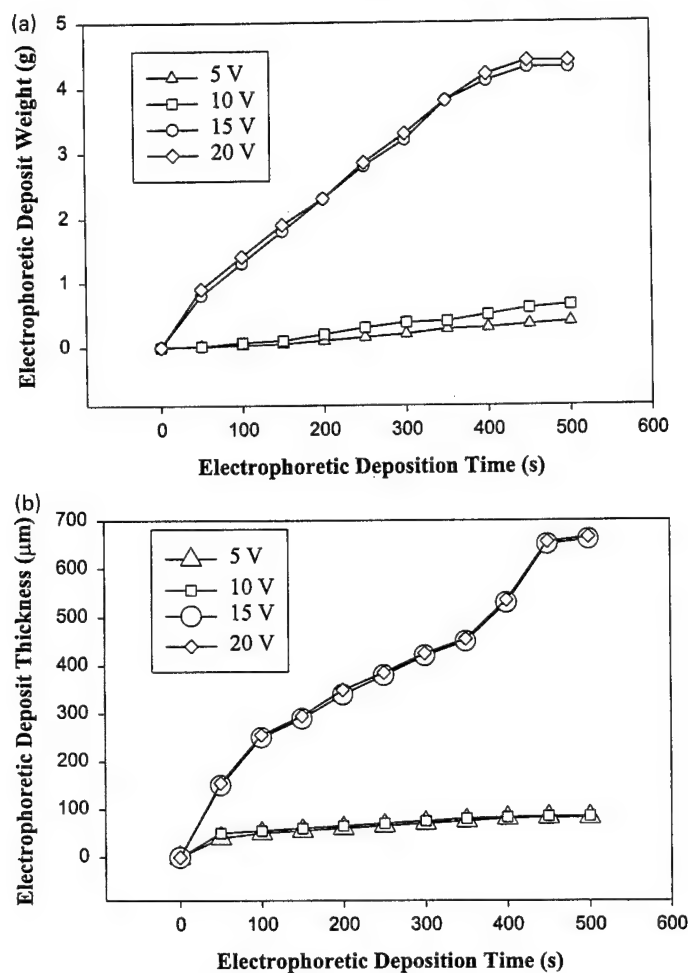 (a)
Electrophoretic Deposit Weight (g)
5
4
3
2
1
0
5 V
10 V
15 V
20 V
0 100 200 300 400 500 600
Electrophoretic Deposition Time (s)
(b)
Electrophoretic Deposit Thickness (μm)
700
600
500
400
300
200
100
0
5 V
10 V
15 V
20 V
0 100 200 300 400 500 600
Electrophoretic Deposition Time (s)